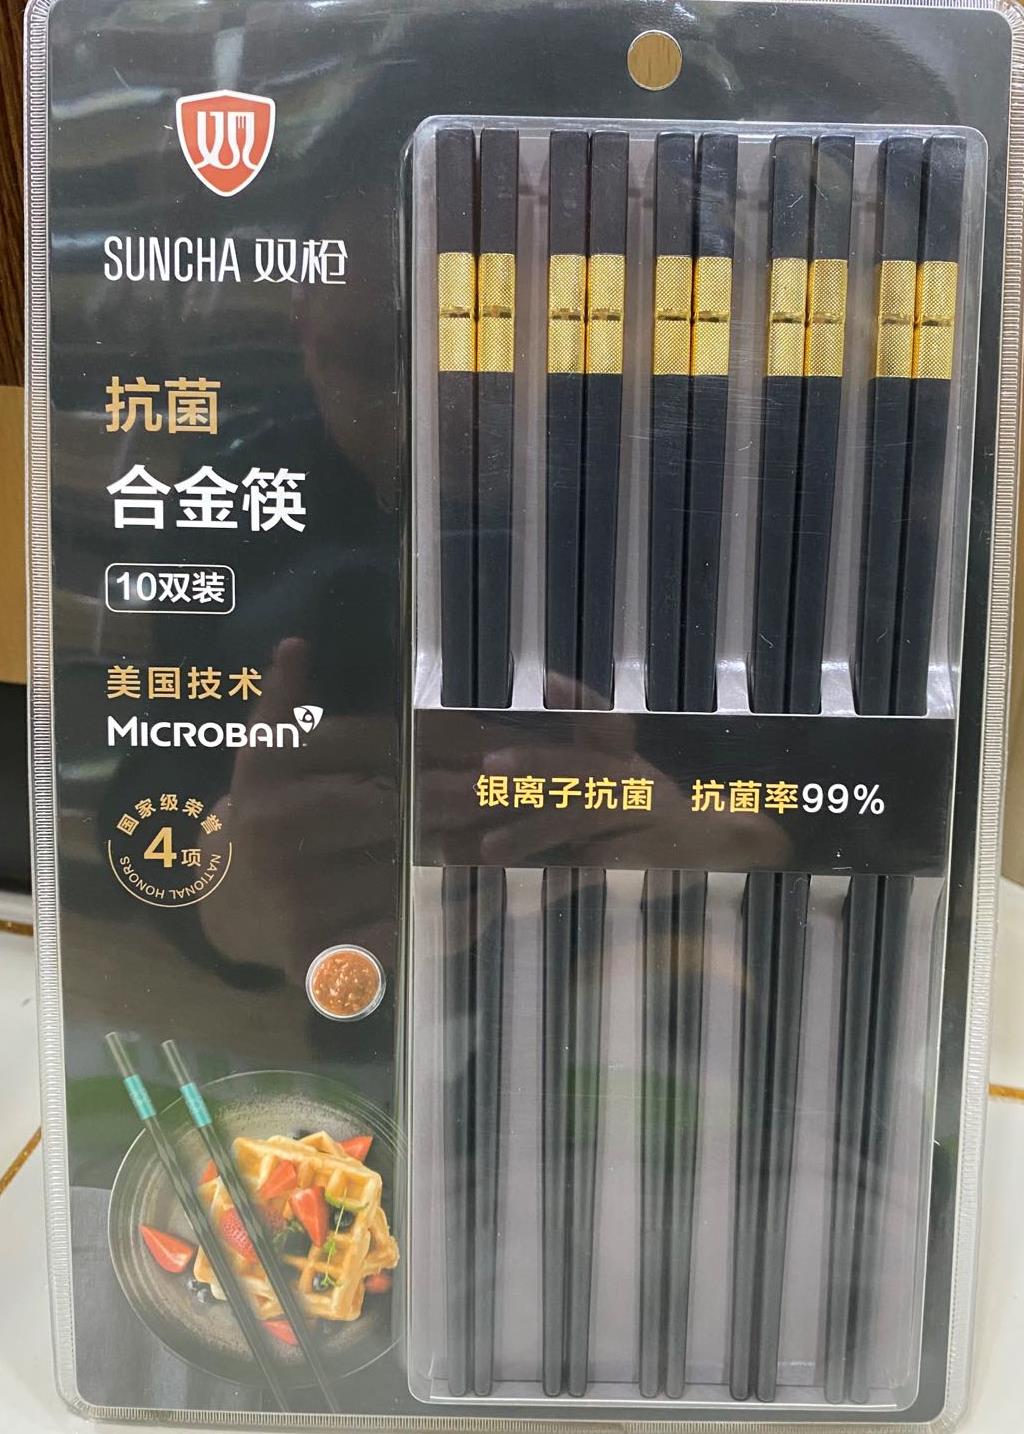 SUNCHA 双枪
抗菌
合金筷
10双装
美国技术
MICROBAN
国家级荣誉
4项
NATIONAL HONORS
银离子抗菌 抗菌率99%